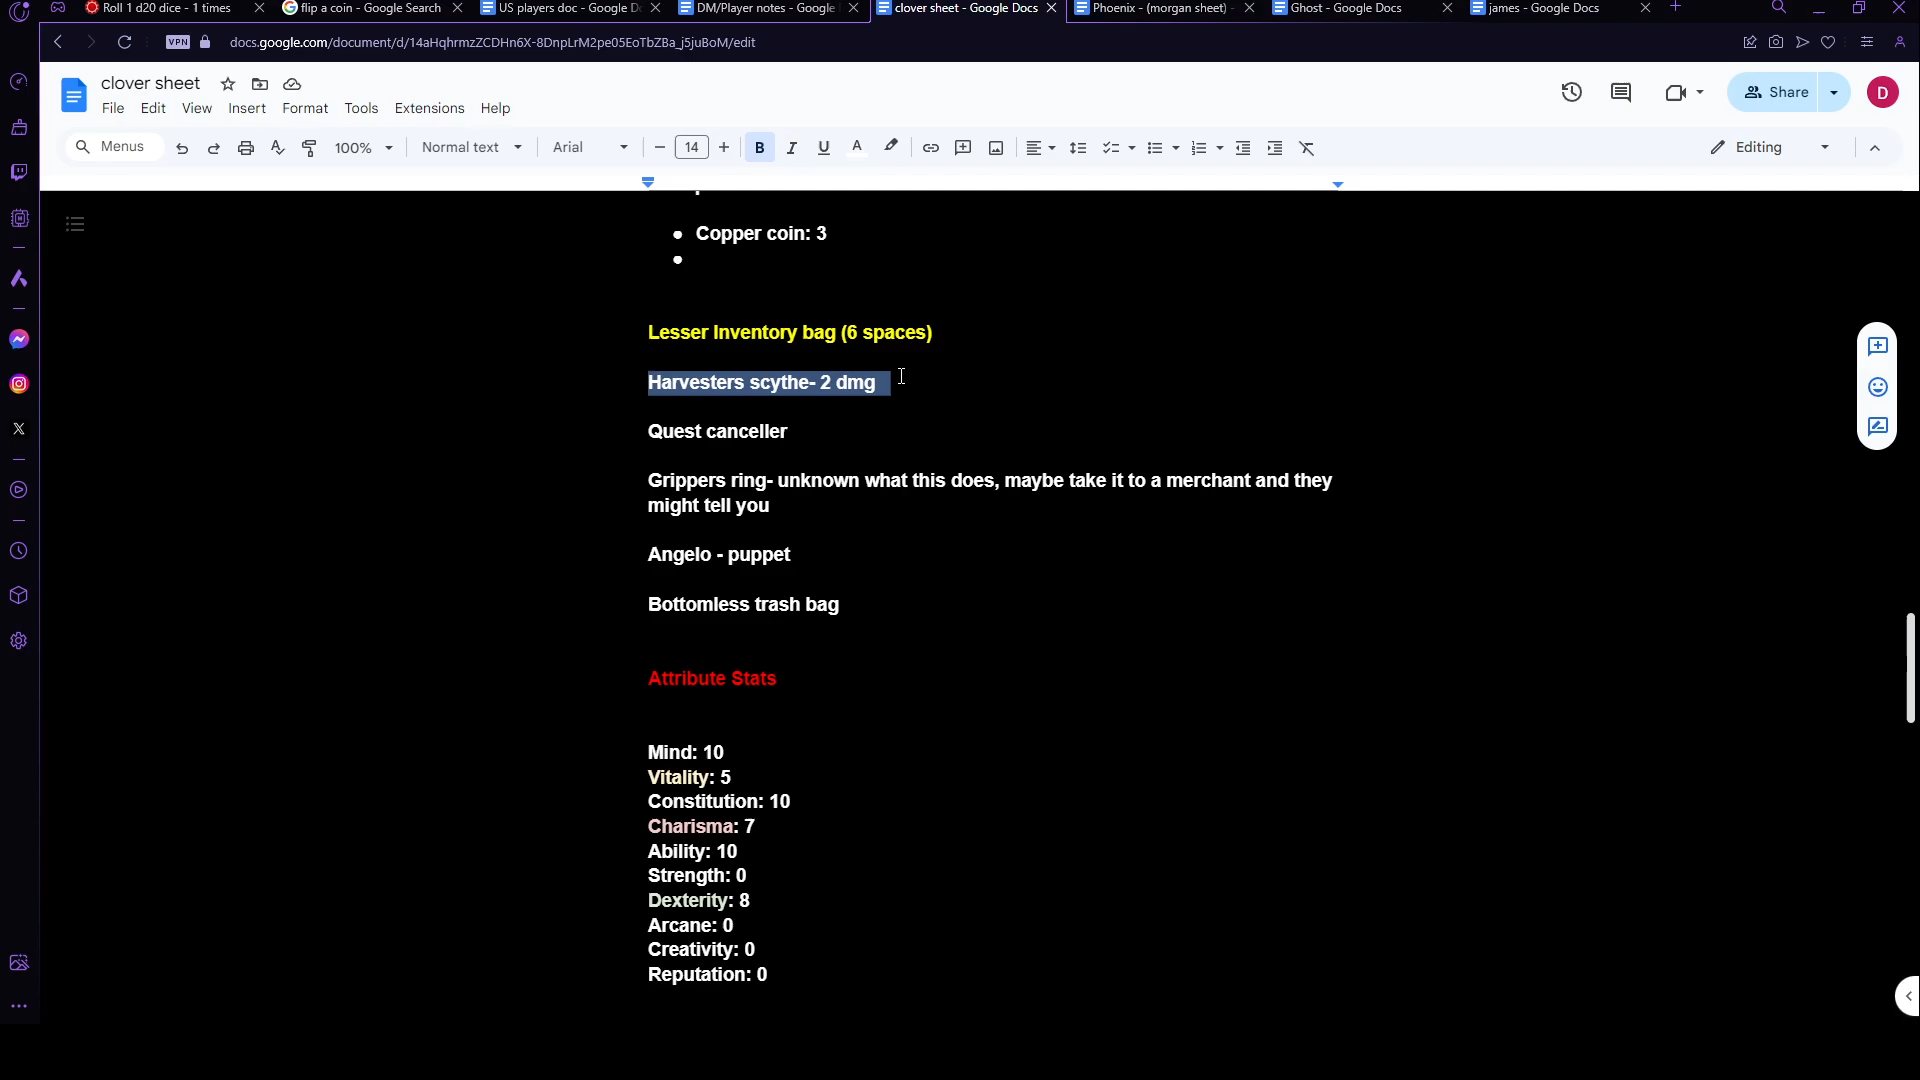 Roll 1 d20 dice - 1 times
flip a coin - Google Search
US players doc - Google D
DM/Player notes - Google
clover sheet - Google Docs
Phoenix - (morgan sheet) -
Ghost - Google Docs
james - Google Docs
VPN
docs.google.com/document/d/14aHqhrmzZCDHn6X-8DnpLrM2pe05EoTbZBa_j5juBoM/edit
clover sheet
File Edit View Insert Format Tools Extensions Help
Share
D
Menus
100%
Normal text
Arial
14
B
Editing
Copper coin: 3
Lesser Inventory bag (6 spaces)
Harvesters scythe- 2 dmg
Quest canceller
Grippers ring- unknown what this does, maybe take it to a merchant and they
might tell you
Angelo - puppet
Bottomless trash bag
Attribute Stats
Mind: 10
Vitality: 5
Constitution: 10
Charisma: 7
Ability: 10
Strength: 0
Dexterity: 8
Arcane: 0
Creativity: 0
Reputation: 0